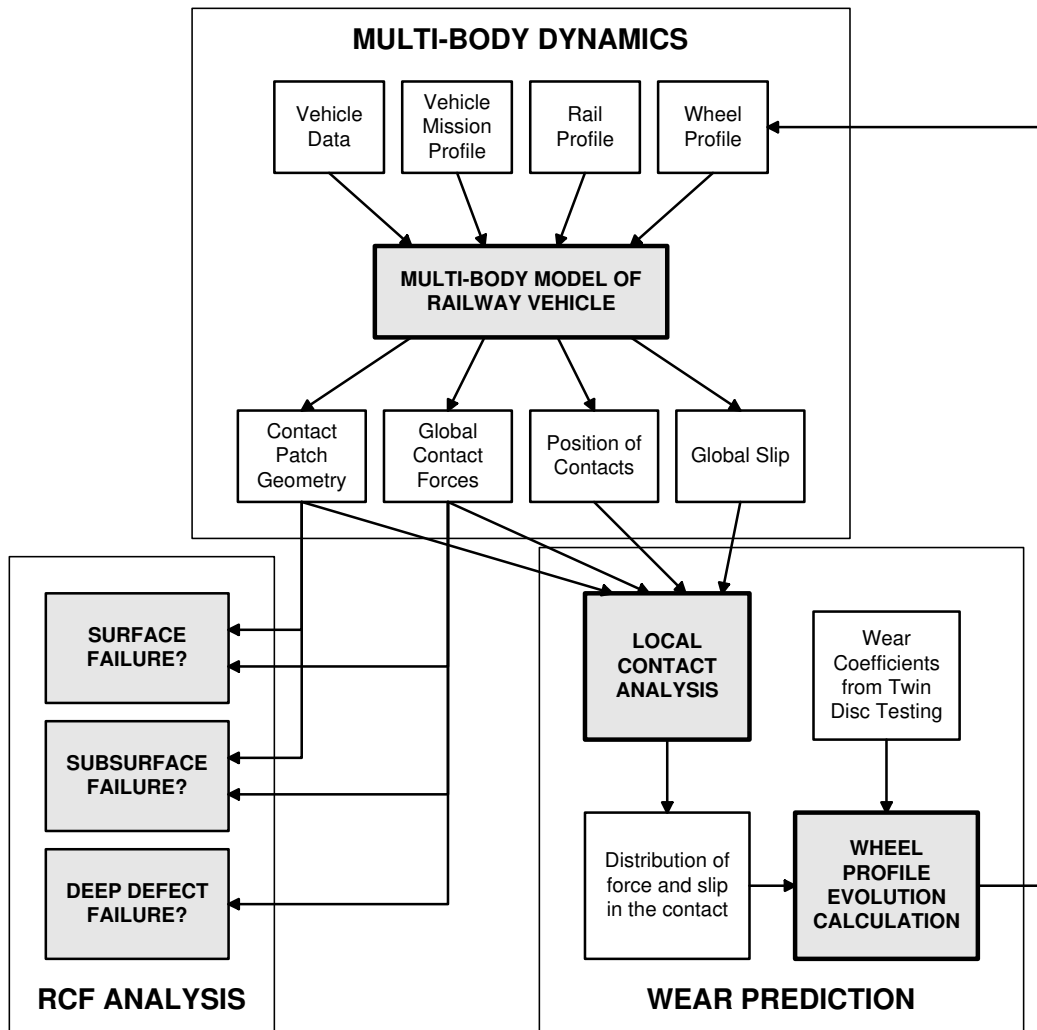 MULTI-BODY DYNAMICS
Vehicle
Data
Vehicle
Mission
Profile
Rail
Profile
Wheel
Profile
MULTI-BODY MODEL OF
RAILWAY VEHICLE
Contact
Patch
Geometry
Global
Contact
Forces
Position of
Contacts
Global Slip
SURFACE
FAILURE?
SUBSURFACE
FAILURE?
DEEP DEFECT
FAILURE?
RCF ANALYSIS
LOCAL
CONTACT
ANALYSIS
Wear
Coefficients
from Twin
Disc Testing
Distribution of
force and slip
in the contact
WHEEL
PROFILE
EVOLUTION
CALCULATION
WEAR PREDICTION